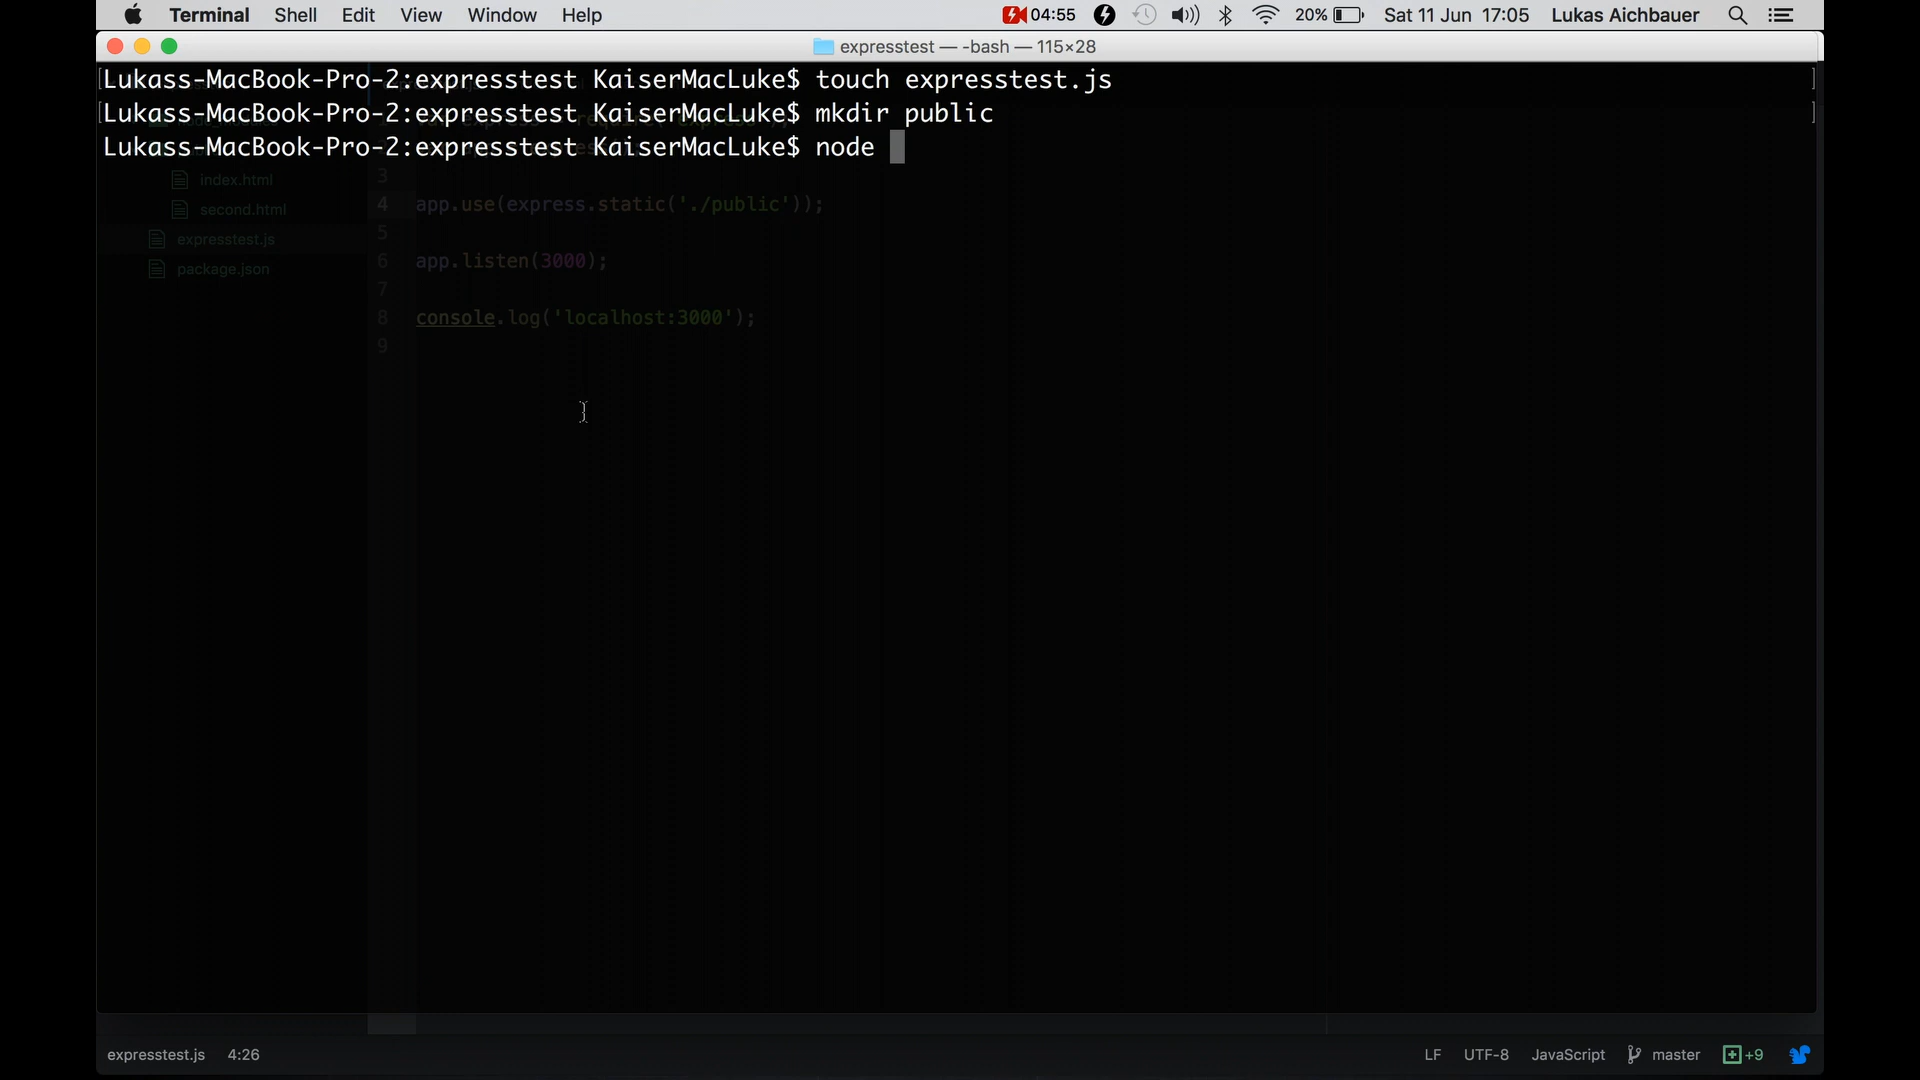 Terminal Shell Edit View Window Help 04:55 20% Sat 11 Jun 17:05 Lukas Aichbauer
expresstest — -bash — 115×28
Lukass-MacBook-Pro-2:expresstest KaiserMacLuke$ touch expresstest.js
Lukass-MacBook-Pro-2:expresstest KaiserMacLuke$ mkdir public
Lukass-MacBook-Pro-2:expresstest KaiserMacLuke$ node
index.html
second.html
expresstest.js
package.json
3
4 app.use(express.static('./public'));
5
6 app.listen(3000);
7
8 console.log('localhost:3000');
9
expresstest.js 4:26 LF UTF-8 JavaScript master +9